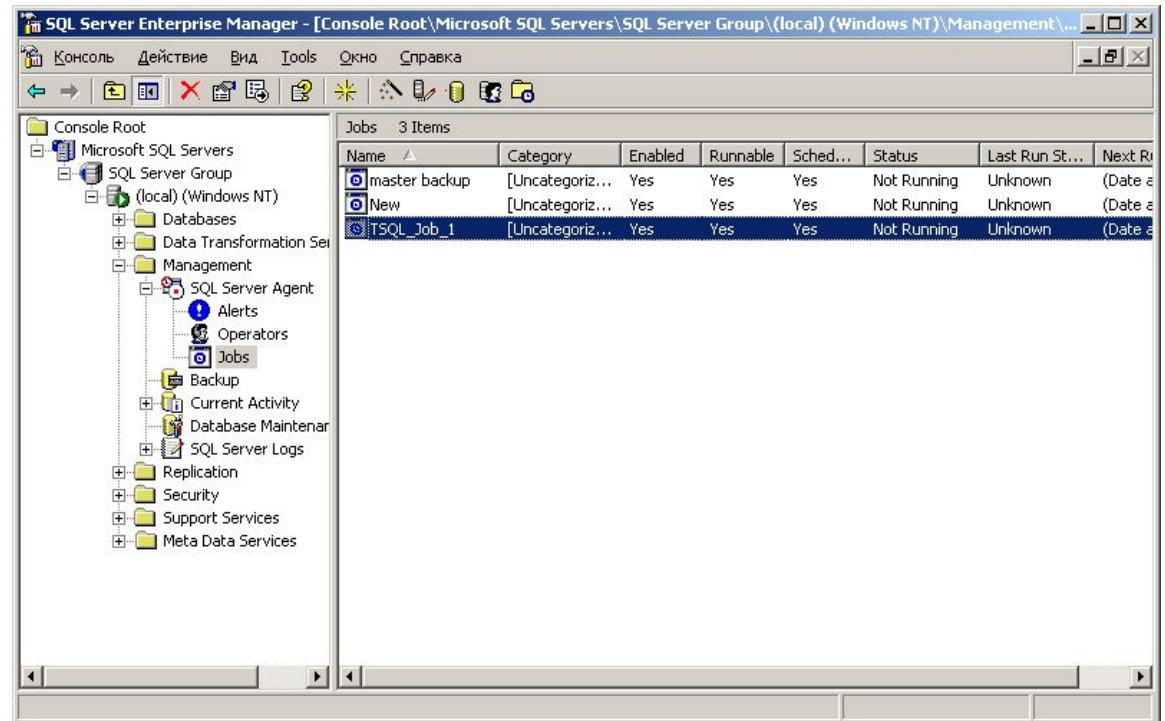 SQL Server Enterprise Manager - [Console Root\Microsoft SQL Servers\SQL Server Group\(local) (Windows NT)\Management\...
Консоль Действие Вид Tools Окно Справка
Console Root
Microsoft SQL Servers
SQL Server Group
(local) (Windows NT)
Databases
Data Transformation Ser
Management
SQL Server Agent
Alerts
Operators
Jobs
Backup
Current Activity
Database Maintenar
SQL Server Logs
Replication
Security
Support Services
Meta Data Services
Jobs 3 Items
Name Category Enabled Runnable Sched... Status Last Run St... Next Ru
master backup [Uncategoriz... Yes Yes Yes Not Running Unknown (Date a
New [Uncategoriz... Yes Yes Yes Not Running Unknown (Date a
TSQL_Job_1 [Uncategoriz... Yes Yes Yes Not Running Unknown (Date a